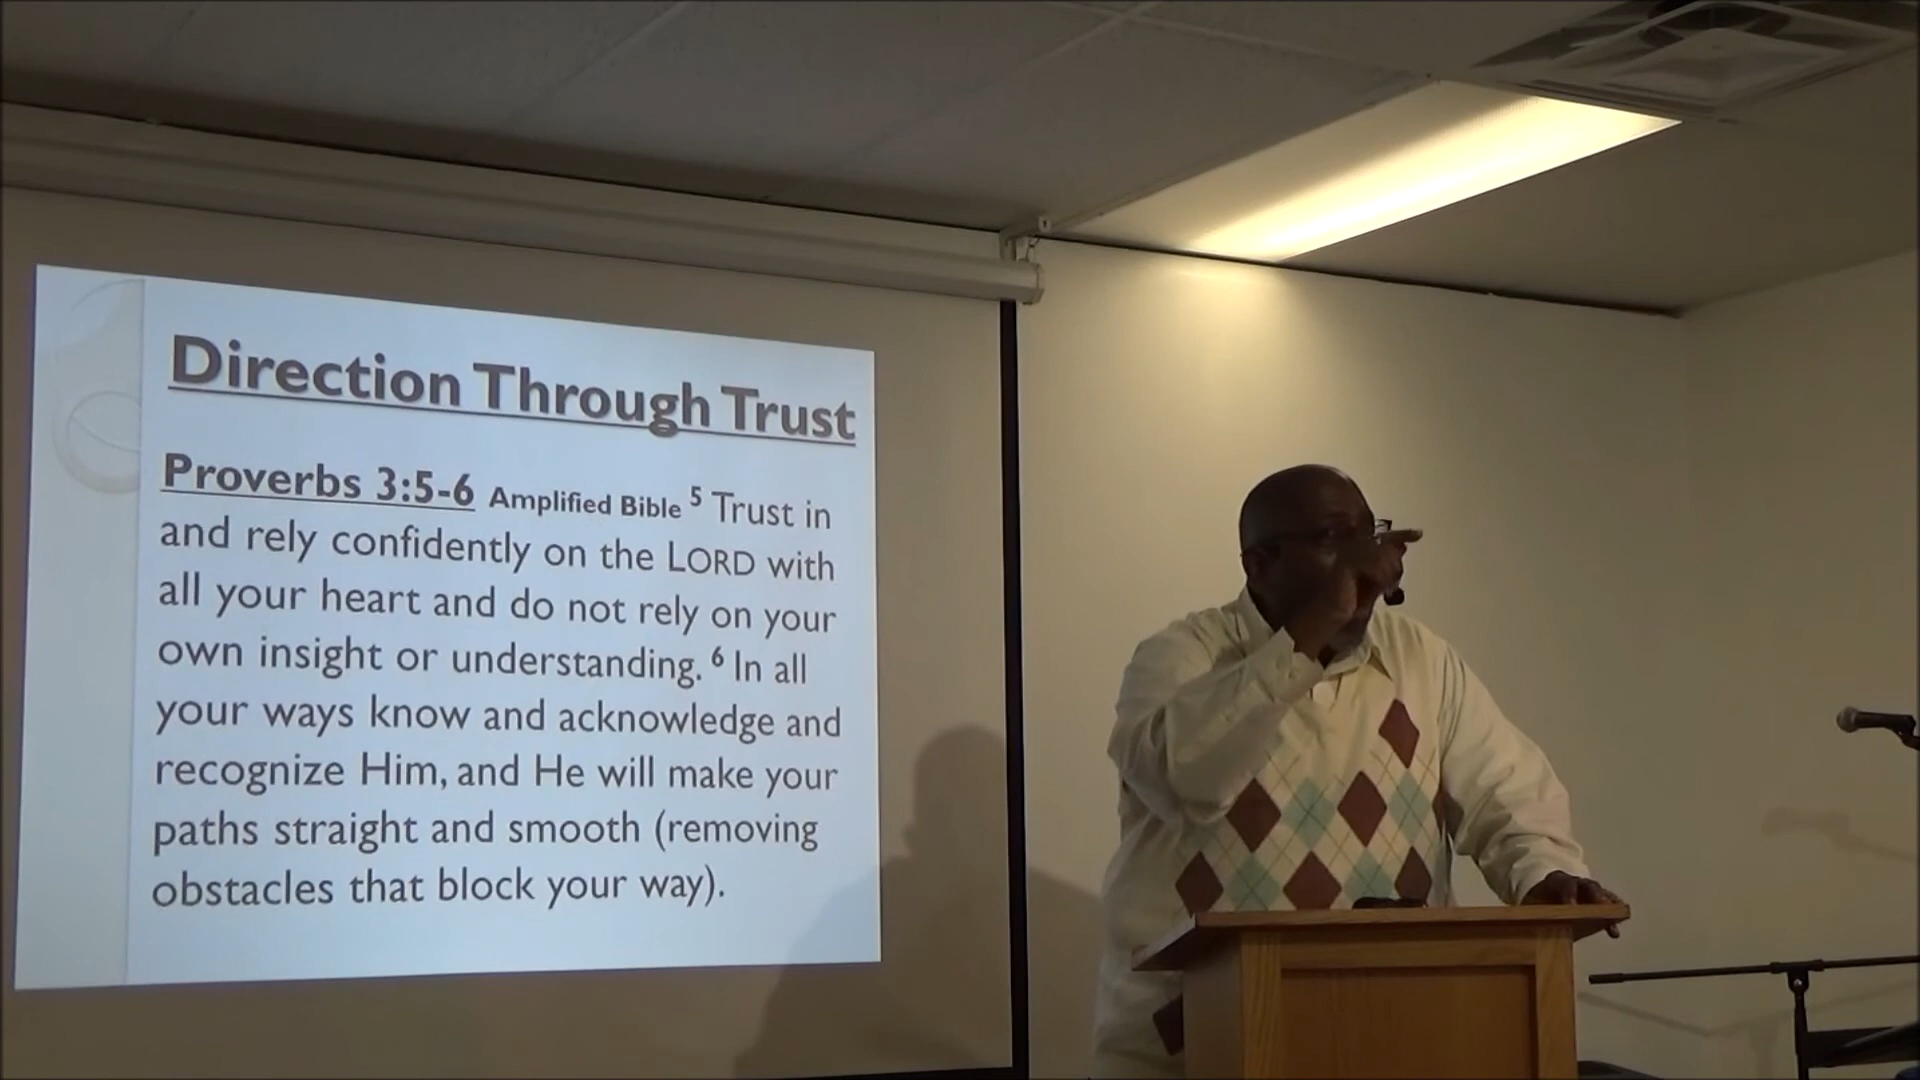 Direction Through Trust
Proverbs 3:5-6 Amplified Bible 5 Trust in
and rely confidently on the LORD with
all your heart and do not rely on your
own insight or understanding. 6 In all
your ways know and acknowledge and
recognize Him, and He will make your
paths straight and smooth (removing
obstacles that block your way).